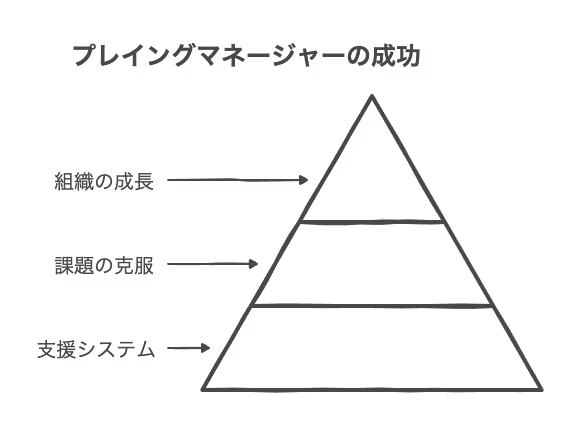 プレイングマネージャーの成功
組織の成長
課題の克服
支援システム